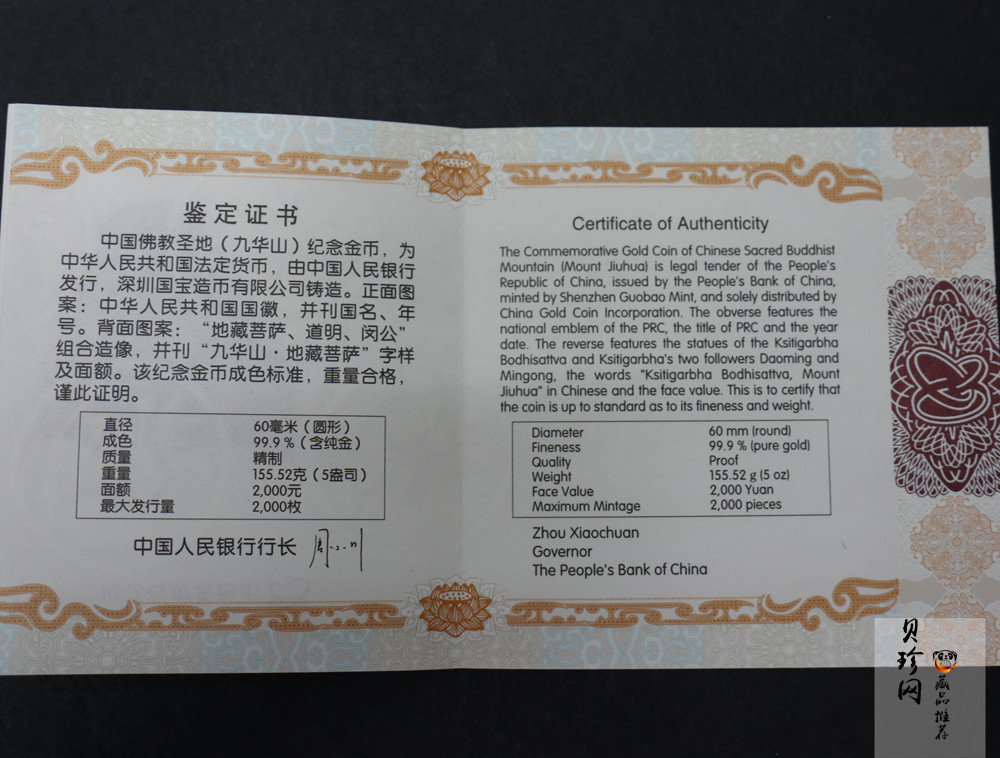 鉴定证书
中国佛教圣地（九华山）纪念金币，为
中华人民共和国法定货币，由中国人民银行
发行，深圳国宝造币有限公司铸造。正面图
案：中华人民共和国国徽，并刊国名、年
号。背面图案：“地藏菩萨、道明、闵公”
组合造像，并刊“九华山·地藏菩萨”字样
及面额。该纪念金币成色标准，重量合格，
谨此证明。
直径 60毫米（圆形）
成色 99.9％（含纯金）
质量 精制
重量 155.52克（5盎司）
面额 2,000元
最大发行量 2,000枚
中国人民银行行长
Certificate of Authenticity
The Commemorative Gold Coin of Chinese Sacred Buddhist
Mountain (Mount Jiuhua) is legal tender of the People's
Republic of China, issued by the People's Bank of China,
minted by Shenzhen Guobao Mint, and solely distributed by
China Gold Coin Incorporation. The obverse features the
national emblem of the PRC, the title of PRC and the year
date. The reverse features the statues of the Ksitigarbha
Bodhisattva and Ksitigarbha's two followers Daoming and
Mingong, the words "Ksitigarbha Bodhisattva, Mount
Jiuhua" in Chinese and the face value. This is to certify that
the coin is up to standard as to its fineness and weight.
Diameter 60 mm (round)
Fineness 99.9 % (pure gold)
Quality Proof
Weight 155.52 g (5 oz)
Face Value 2,000 Yuan
Maximum Mintage 2,000 pieces
Zhou Xiaochuan
Governor
The People's Bank of China
贝珍网
藏品推荐